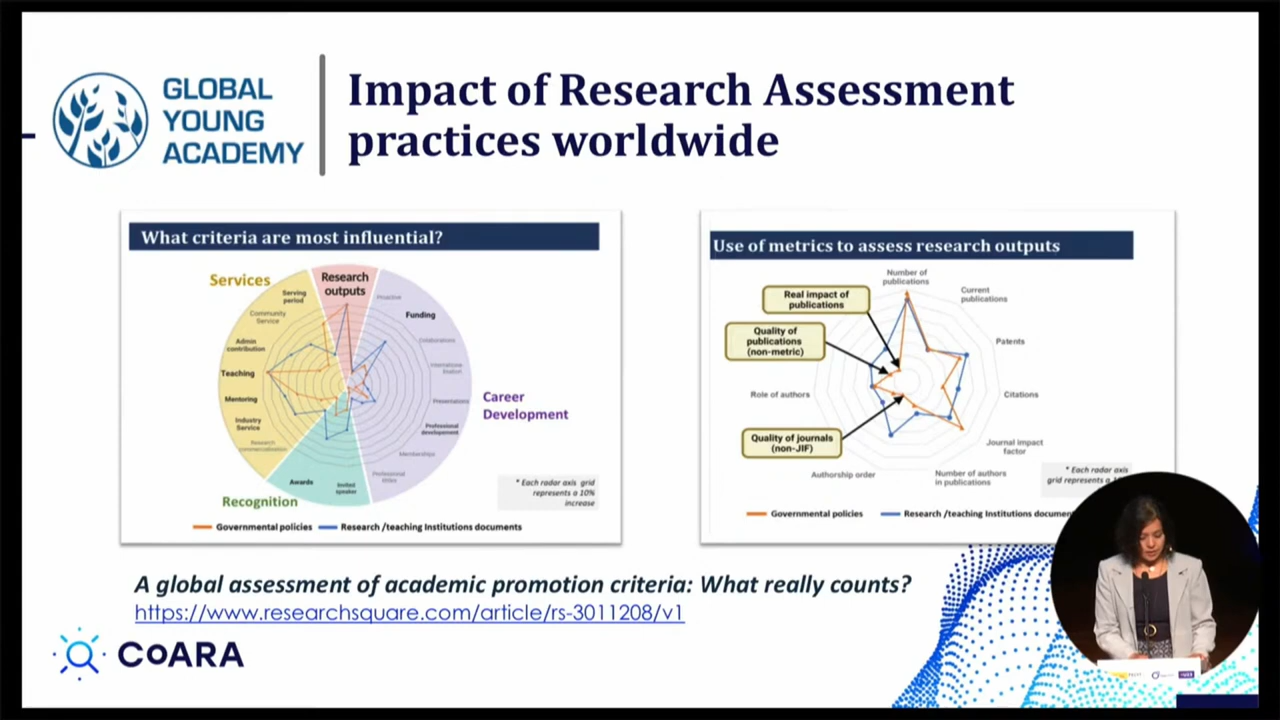 GLOBAL
YOUNG
ACADEMY
Impact of Research Assessment
practices worldwide
What criteria are most influential?
Services
Research
outputs
Serving
period
Community
Service
Admin
contribution
Teaching
Mentoring
Industry
Service
Research
commercialisation
Proactive
Funding
Collaborations
Presentations
Professional
development
Memberships
Professional
titles
Career
Development
Awards
Invited
speaker
Recognition
* Each radar axis grid
represents a 10%
increase
Governmental policies
Research /teaching Institutions documents
Use of metrics to assess research outputs
Number of
publications
Current
publications
Real impact of
publications
Quality of
publications
(non-metric)
Patents
Role of authors
Citations
Quality of journals
(non-JIF)
Journal impact
factor
Authorship order
Number of authors
in publications
* Each radar axis
grid represents a
Governmental policies
Research /teaching Institutions
A global assessment of academic promotion criteria: What really counts?
https://www.researchsquare.com/article/rs-3011208/v1
CoARA